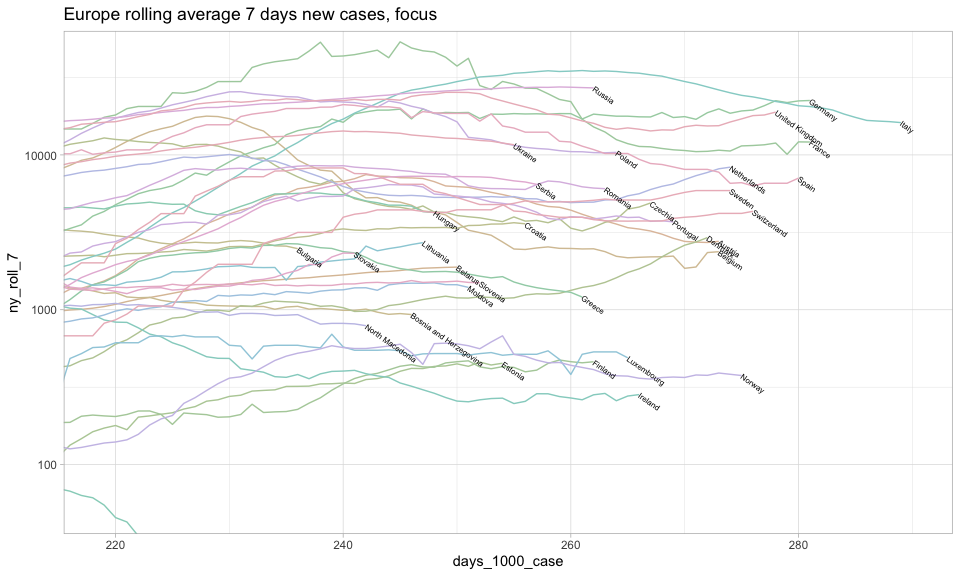 Europe rolling average 7 days new cases, focus
ny_roll_7
10000
1000
100
Russia
Germany
Italy
United Kingdom
France
Ukraine
Poland
Netherlands
Spain
Serbia
Romania
Sweden
Czechia
Switzerland
Hungary
Croatia
Portugal
Denmark
Austria
Belgium
Lithuania
Bulgaria
Slovakia
Belarus
Slovenia
Moldova
Greece
Bosnia and Herzegovina
North Macedonia
Estonia
Finland
Luxembourg
Norway
Ireland
220
240
260
280
days_1000_case